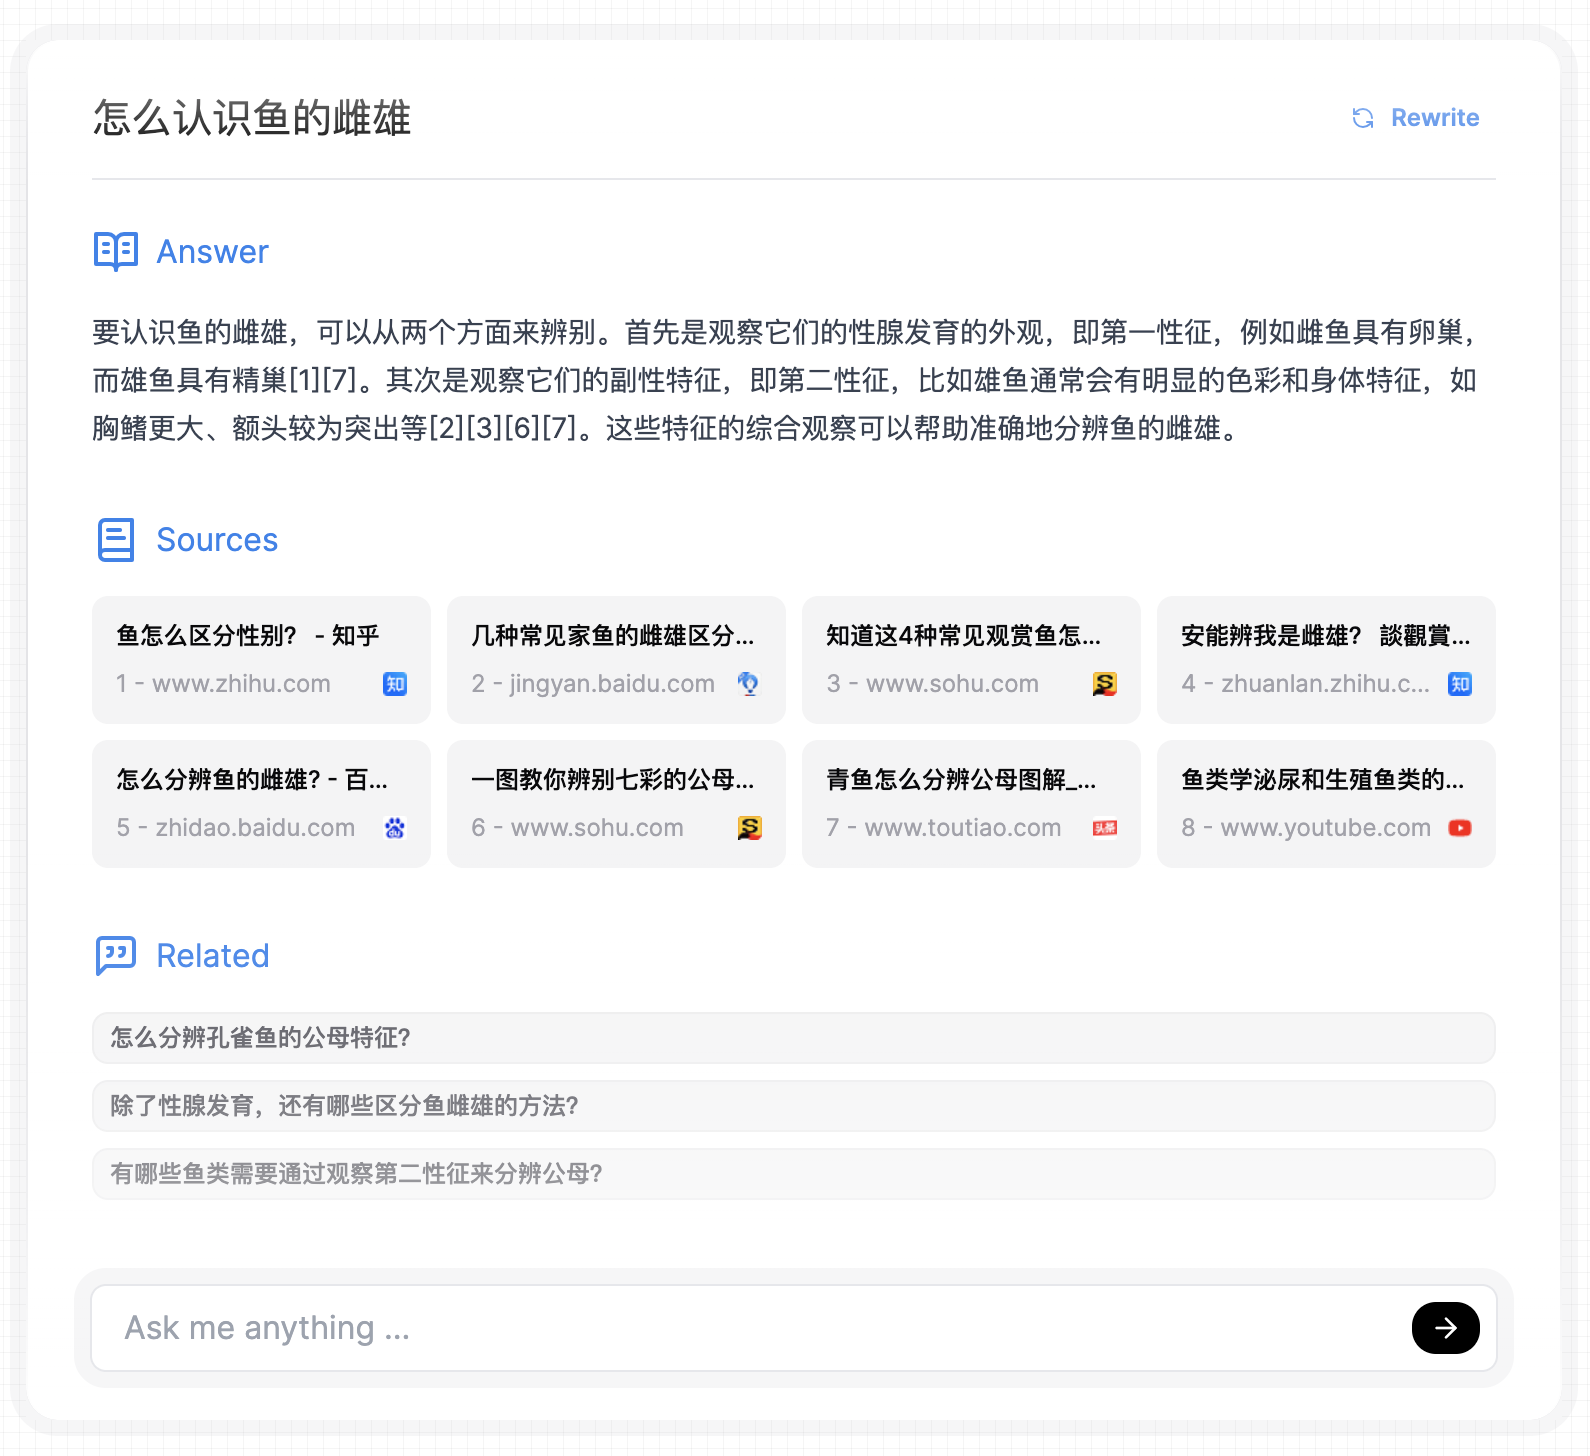 怎么认识鱼的雌雄
Rewrite
Answer
要认识鱼的雌雄，可以从两个方面来辨别。首先是观察它们的性腺发育的外观，即第一性征，例如雌鱼具有卵巢，
而雄鱼具有精巢[1][7]。其次是观察它们的副性特征，即第二性征，比如雄鱼通常会有明显的色彩和身体特征，如
胸鳍更大、额头较为突出等[2][3][6][7]。这些特征的综合观察可以帮助准确地分辨鱼的雌雄。
Sources
鱼怎么区分性别？ - 知乎
1 - www.zhihu.com
知
几种常见家鱼的雌雄区分...
2 - jingyan.baidu.com
知道这4种常见观赏鱼怎...
3 - www.sohu.com
S
安能辨我是雌雄？ 談觀賞...
4 - zhuanlan.zhihu.c...
知
怎么分辨鱼的雌雄? - 百...
5 - zhidao.baidu.com
du
一图教你辨别七彩的公母...
6 - www.sohu.com
S
青鱼怎么分辨公母图解_...
7 - www.toutiao.com
头条
鱼类学泌尿和生殖鱼类的...
8 - www.youtube.com
Related
怎么分辨孔雀鱼的公母特征?
除了性腺发育，还有哪些区分鱼雌雄的方法?
有哪些鱼类需要通过观察第二性征来分辨公母?
Ask me anything ...